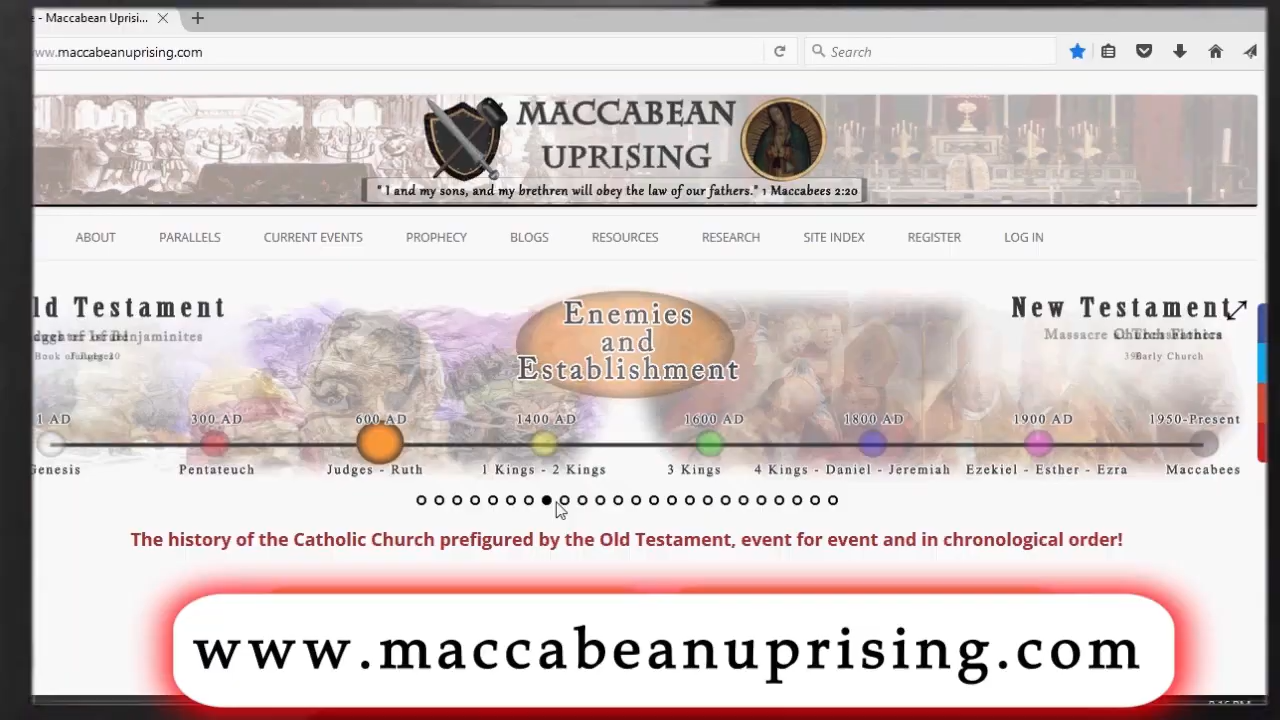 - Maccabean Uprisi...
www.maccabeanuprising.com
Search
MACCABEAN
UPRISING
" I and my sons, and my brethren will obey the law of our fathers." 1 Maccabees 2:20
ABOUT PARALLELS CURRENT EVENTS PROPHECY BLOGS RESOURCES RESEARCH SITE INDEX REGISTER LOG IN
ld Testament
New Testament
Enemies
and
Establishment
Early Church
1 AD 300 AD 600 AD 1400 AD 1600 AD 1800 AD 1900 AD 1950-Present
Genesis Pentateuch Judges - Ruth 1 Kings - 2 Kings 3 Kings 4 Kings - Daniel - Jeremiah Ezekiel - Esther - Ezra Maccabees
The history of the Catholic Church prefigured by the Old Testament, event for event and in chronological order!
www.maccabeanuprising.com